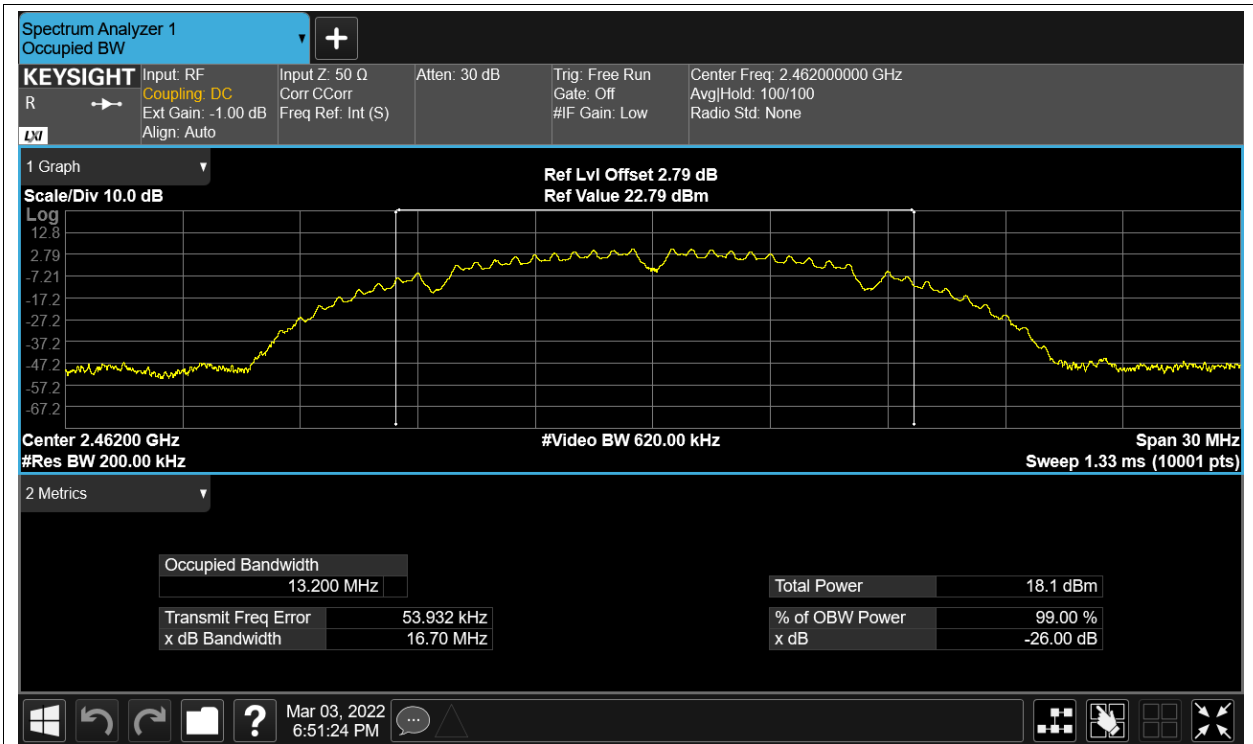 Spectrum Analyzer 1
Occupied BW
KEYSIGHT
R
LXI
Input: RF
Coupling: DC
Ext Gain: -1.00 dB
Align: Auto
Input Z: 50 Ω
Corr CCorr
Freq Ref: Int (S)
Atten: 30 dB
Trig: Free Run
Gate: Off
#IF Gain: Low
Center Freq: 2.462000000 GHz
Avg|Hold: 100/100
Radio Std: None
1 Graph
Scale/Div 10.0 dB
Ref Lvl Offset 2.79 dB
Ref Value 22.79 dBm
Log
12.8
2.79
-7.21
-17.2
-27.2
-37.2
-47.2
-57.2
-67.2
Center 2.46200 GHz
#Res BW 200.00 kHz
#Video BW 620.00 kHz
Span 30 MHz
Sweep 1.33 ms (10001 pts)
2 Metrics
Occupied Bandwidth
13.200 MHz
Transmit Freq Error 53.932 kHz
x dB Bandwidth 16.70 MHz
Total Power 18.1 dBm
% of OBW Power 99.00 %
x dB -26.00 dB
?
Mar 03, 2022
6:51:24 PM